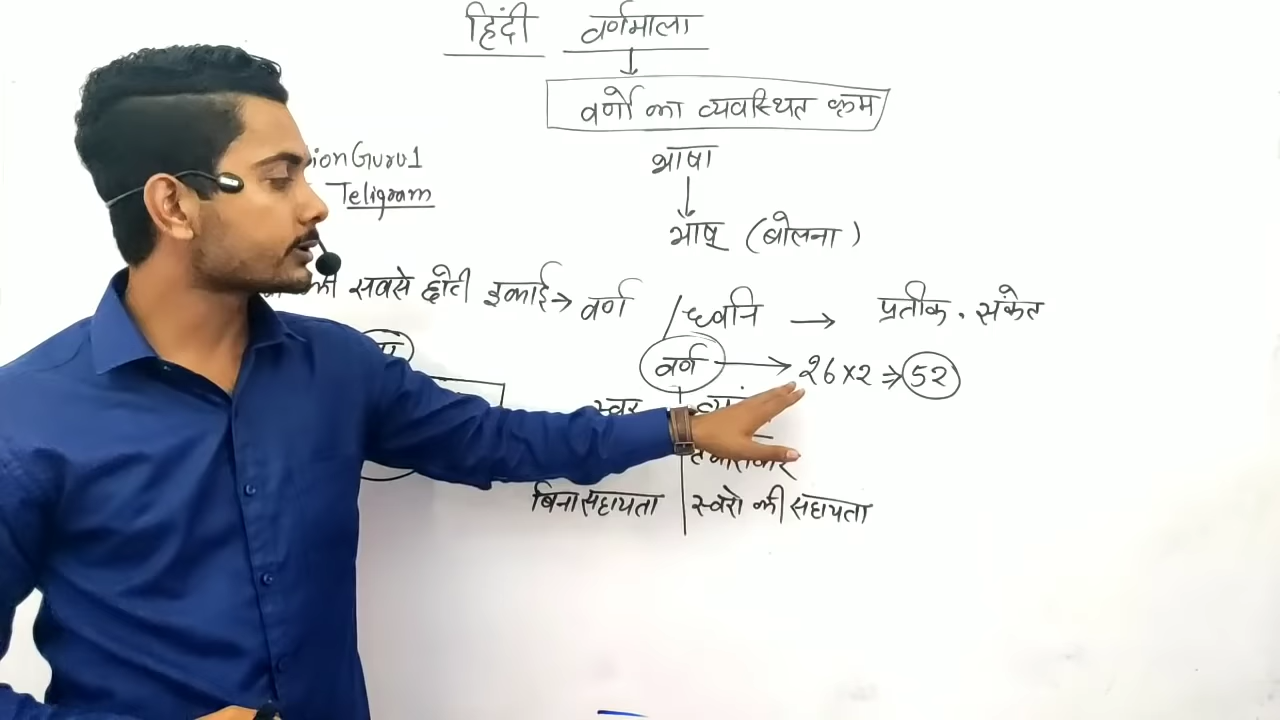 हिंदी वर्णमाला
वर्णो का व्यवस्थित क्रम
भाषा
भाष् (बोलना)
ionGuru1
Teligram
की सबसे छोटी इकाई → वर्ण / ध्वनि → प्रतीक . संकेत
वर्ण → 26×2 ⇒ 52
स्वर
बिना सहायता
स्वरो की सहायता